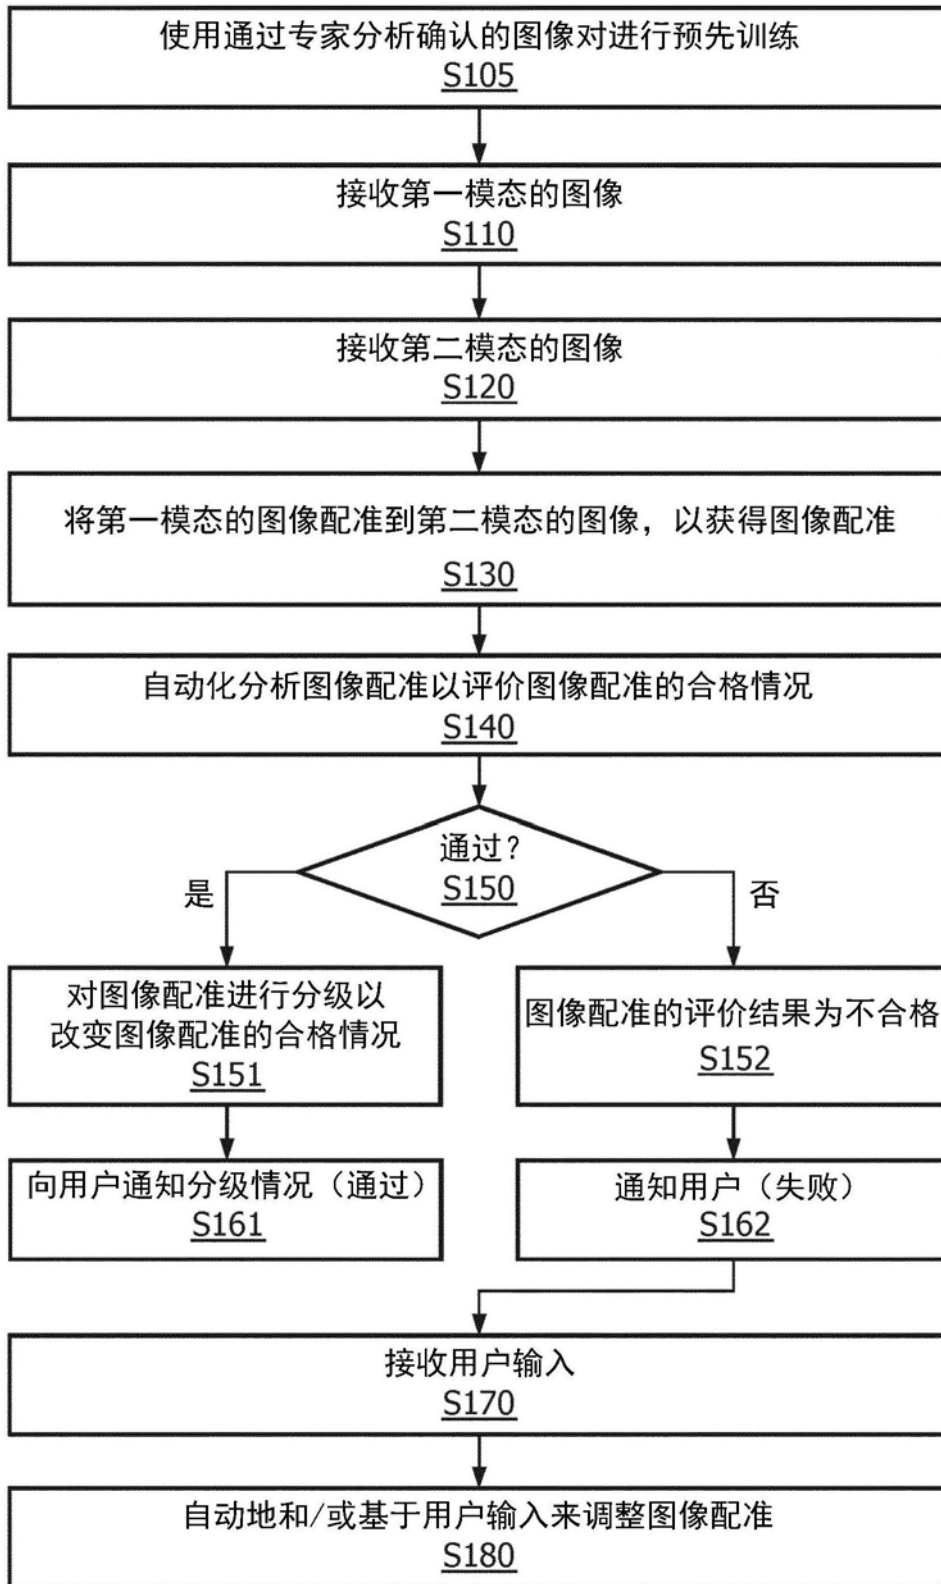 使用通过专家分析确认的图像对进行预先训练
S105
接收第一模态的图像
S110
接收第二模态的图像
S120
将第一模态的图像配准到第二模态的图像，以获得图像配准
S130
自动化分析图像配准以评价图像配准的合格情况
S140
通过?
S150
是
否
对图像配准进行分级以
改变图像配准的合格情况
S151
图像配准的评价结果为不合格
S152
向用户通知分级情况（通过）
S161
通知用户（失败）
S162
接收用户输入
S170
自动地和/或基于用户输入来调整图像配准
S180